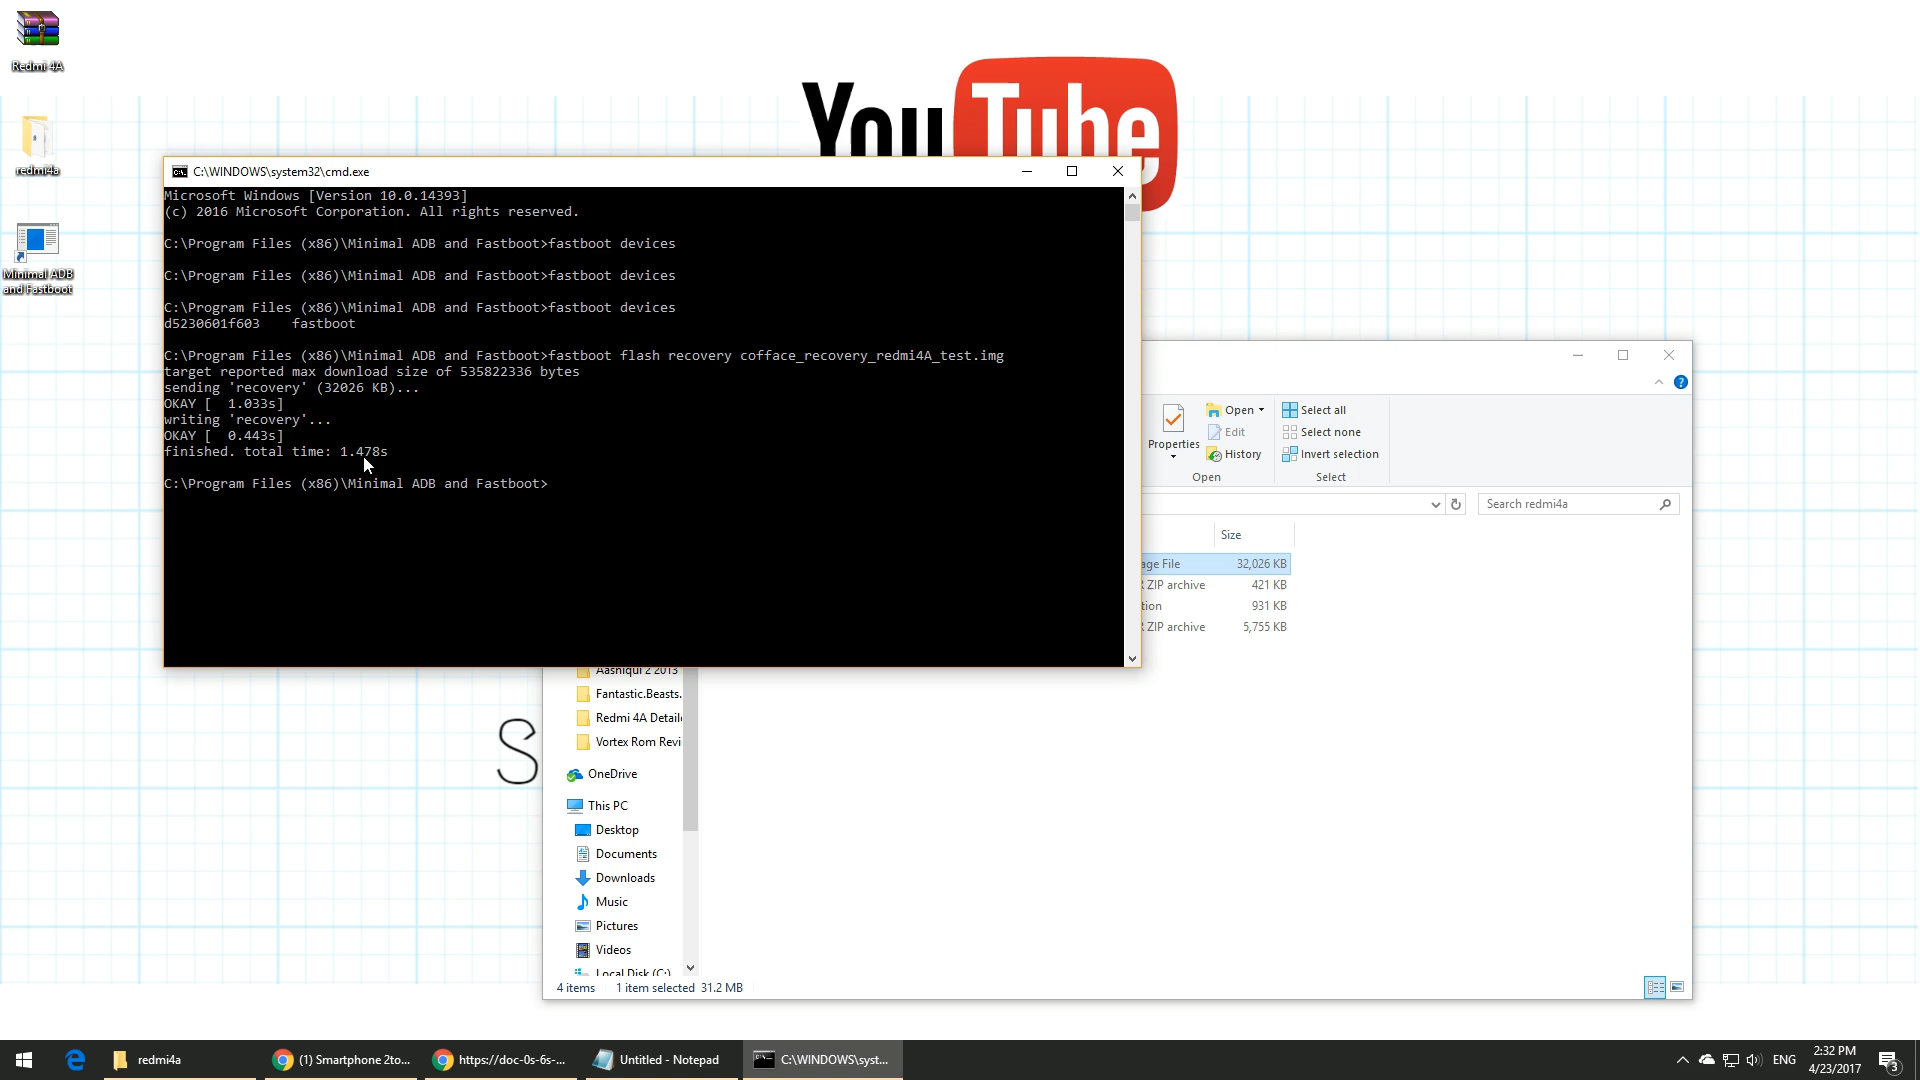 Redmi 4A
redmi4a
Minimal ADB
and Fastboot
YouTube
C:\WINDOWS\system32\cmd.exe
Microsoft Windows [Version 10.0.14393]
(c) 2016 Microsoft Corporation. All rights reserved.
C:\Program Files (x86)\Minimal ADB and Fastboot>fastboot devices
C:\Program Files (x86)\Minimal ADB and Fastboot>fastboot devices
C:\Program Files (x86)\Minimal ADB and Fastboot>fastboot devices
d5230601f603    fastboot
C:\Program Files (x86)\Minimal ADB and Fastboot>fastboot flash recovery cofface_recovery_redmi4A_test.img
target reported max download size of 535822336 bytes
sending 'recovery' (32026 KB)...
OKAY [  1.033s]
writing 'recovery'...
OKAY [  0.443s]
finished. total time: 1.478s
C:\Program Files (x86)\Minimal ADB and Fastboot>
Properties
Open
Edit
History
Open
Select all
Select none
Invert selection
Select
Search redmi4a
Size
age File 32,026 KB
ZIP archive 421 KB
tion 931 KB
ZIP archive 5,755 KB
Aashiqui 2 2013
Fantastic.Beasts.
Redmi 4A Detail
Vortex Rom Revi
OneDrive
This PC
Desktop
Documents
Downloads
Music
Pictures
Videos
Local Disk (C:)
4 items 1 item selected 31.2 MB
S
redmi4a
(1) Smartphone 2to...
https://doc-0s-6s-...
Untitled - Notepad
C:\WINDOWS\syst...
ENG
2:32 PM
4/23/2017
3